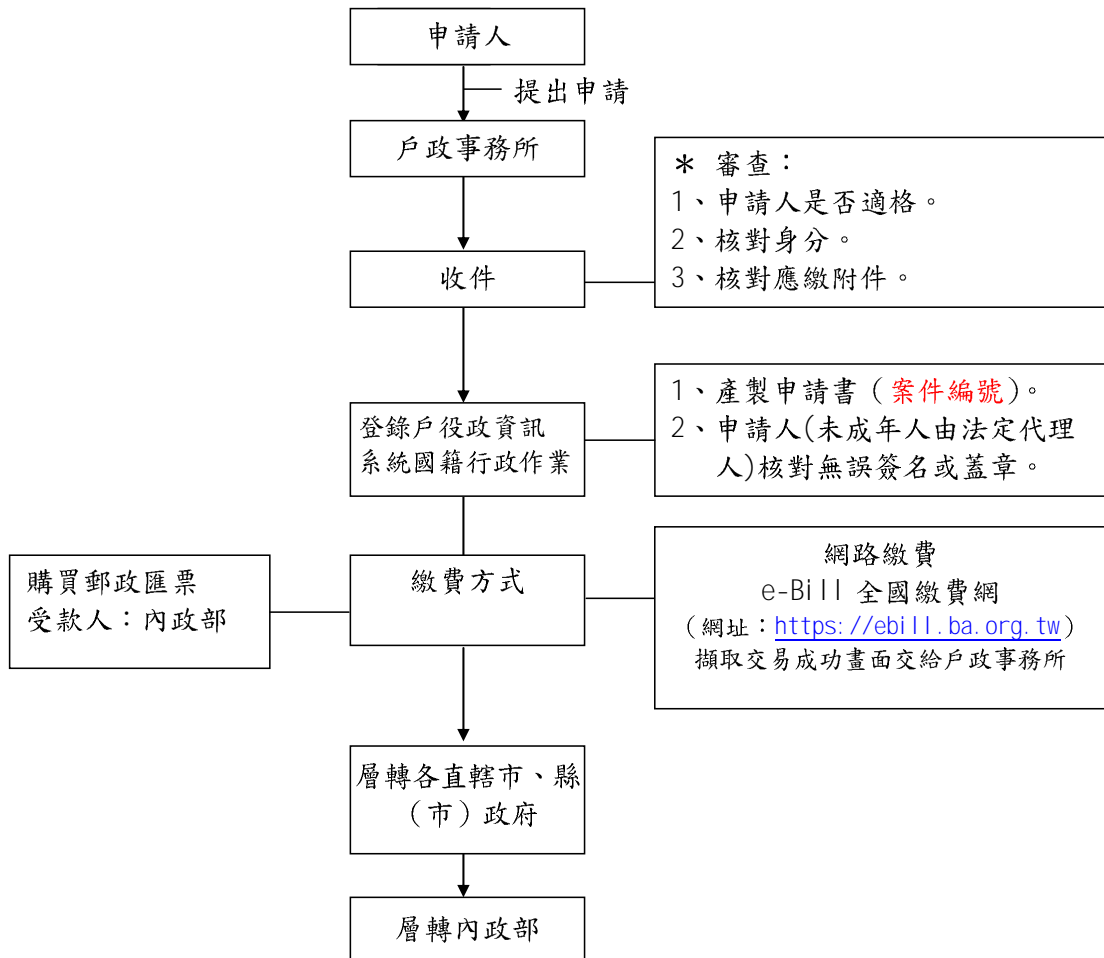 申請人
提出申請
戶政事務所
＊ 審查：
1、申請人是否適格。
2、核對身分。
3、核對應繳附件。
收件
登錄戶役政資訊
系統國籍行政作業
1、產製申請書（案件編號）。
2、申請人(未成年人由法定代理
人)核對無誤簽名或蓋章。
購買郵政匯票
受款人：內政部
繳費方式
網路繳費
e-Bill 全國繳費網
（網址：https://ebill.ba.org.tw）
擷取交易成功畫面交給戶政事務所
層轉各直轄市、縣
（市）政府
層轉內政部